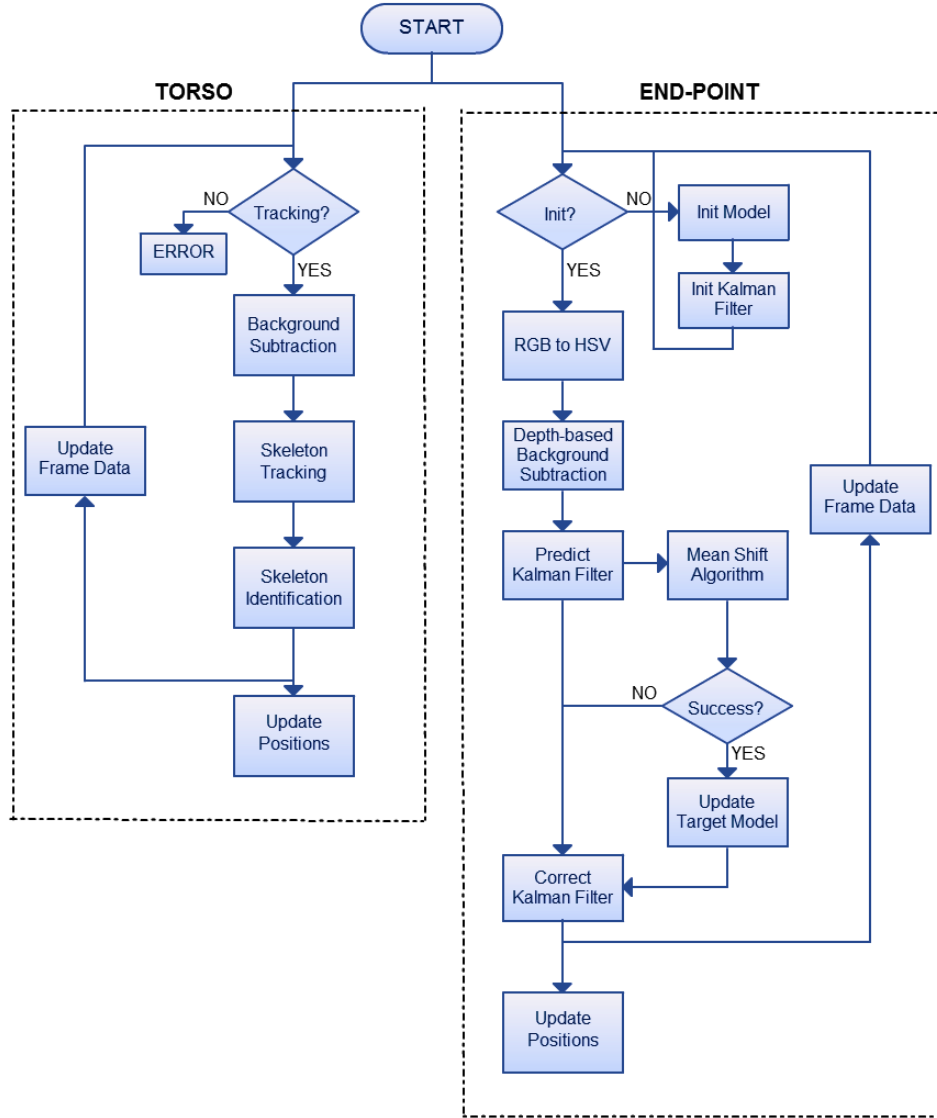 START
TORSO
Tracking?
NO
ERROR
YES
Background
Subtraction
Skeleton
Tracking
Update
Frame Data
Skeleton
Identification
Update
Positions
END-POINT
Init?
NO
Init Model
Init Kalman
Filter
YES
RGB to HSV
Depth-based
Background
Subtraction
Update
Frame Data
Predict
Kalman Filter
Mean Shift
Algorithm
NO
Success?
YES
Update
Target Model
Correct
Kalman Filter
Update
Positions